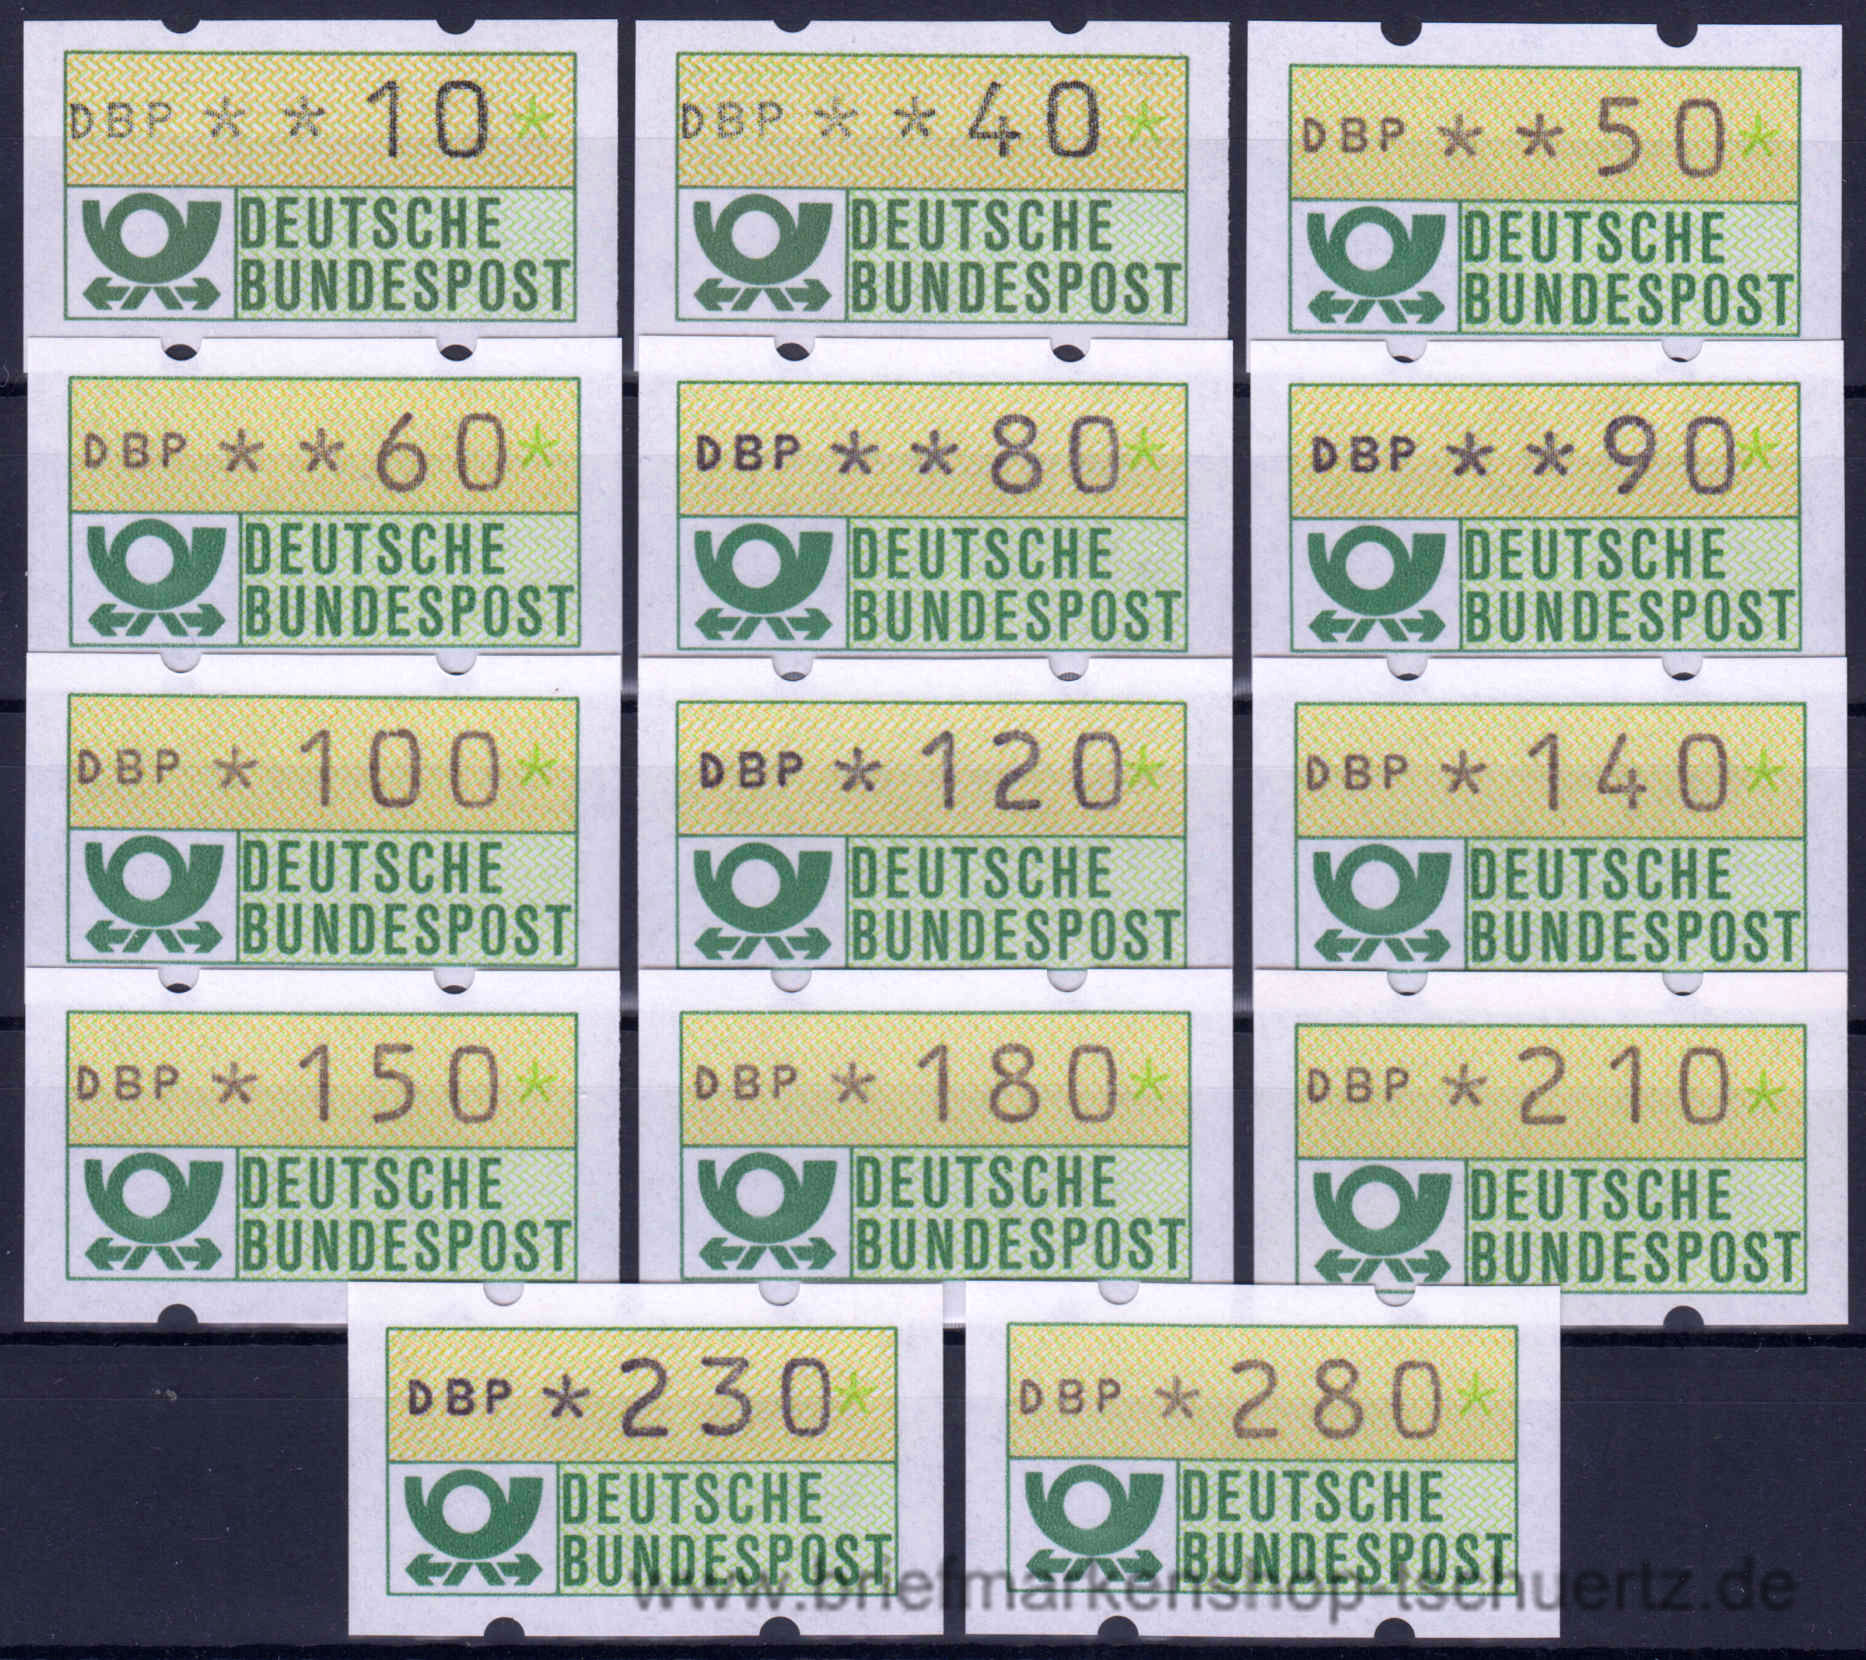 DBP **10*
DEUTSCHE
BUNDESPOST
DBP **40*
DEUTSCHE
BUNDESPOST
DBP **50*
DEUTSCHE
BUNDESPOST
DBP **60*
DEUTSCHE
BUNDESPOST
DBP **80*
DEUTSCHE
BUNDESPOST
DBP **90*
DEUTSCHE
BUNDESPOST
DBP *100*
DEUTSCHE
BUNDESPOST
DBP *120*
DEUTSCHE
BUNDESPOST
DBP *140*
DEUTSCHE
BUNDESPOST
DBP *150*
DEUTSCHE
BUNDESPOST
DBP *180*
DEUTSCHE
BUNDESPOST
DBP *210*
DEUTSCHE
BUNDESPOST
DBP *230*
DEUTSCHE
BUNDESPOST
DBP *280*
DEUTSCHE
BUNDESPOST
www.briefmarkenshop-tschuertz.de